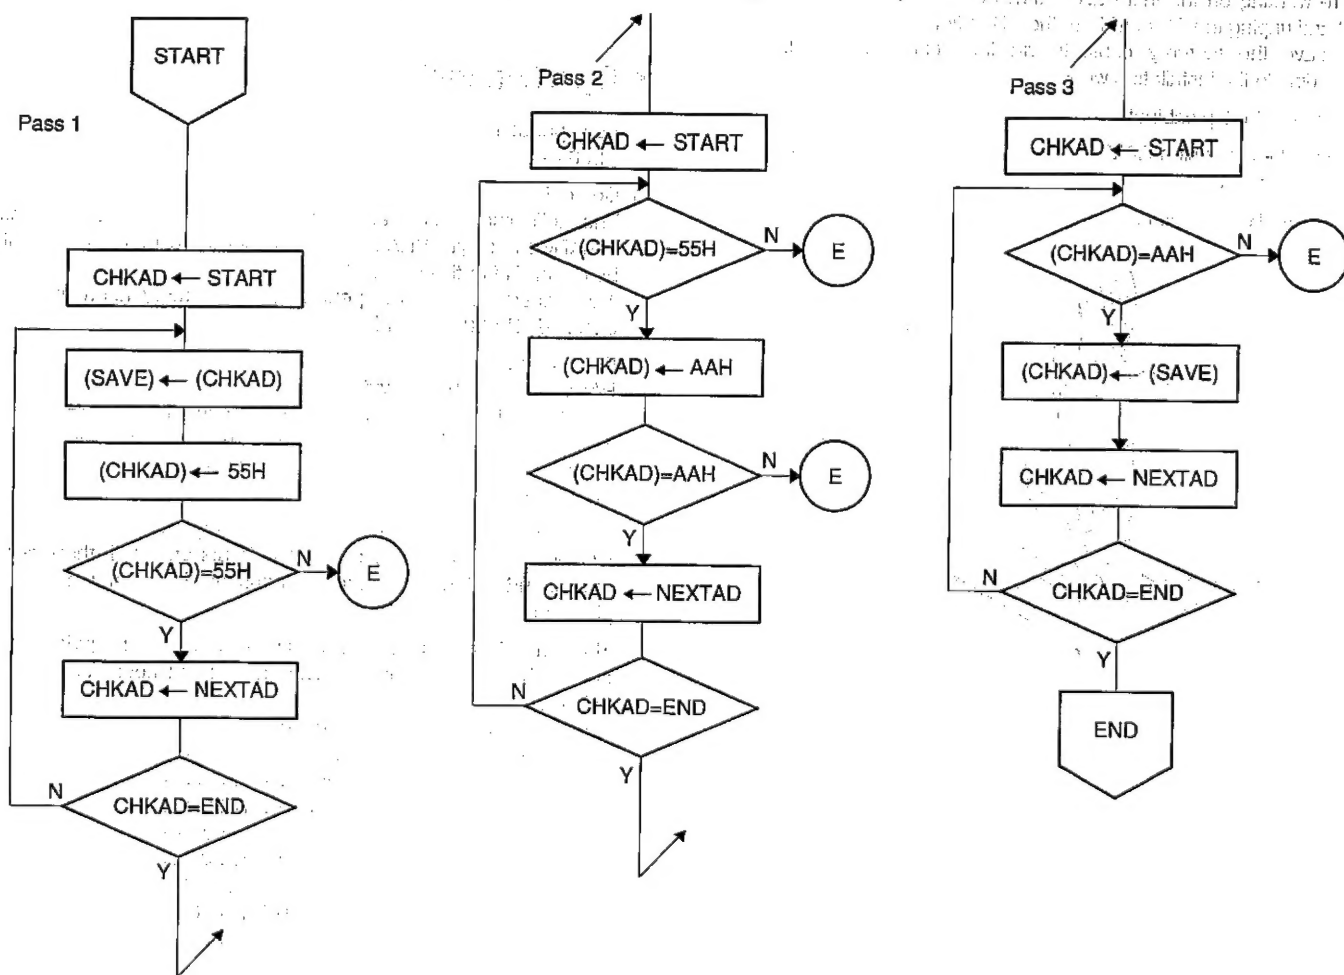 START
Pass 1
CHKAD ← START
(SAVE) ← (CHKAD)
(CHKAD) ← 55H
(CHKAD)=55H
N
E
Y
CHKAD ← NEXTAD
N
CHKAD=END
Y
Pass 2
CHKAD ← START
(CHKAD)=55H
N
E
Y
(CHKAD) ← AAH
(CHKAD)=AAH
N
E
Y
CHKAD ← NEXTAD
N
CHKAD=END
Y
Pass 3
CHKAD ← START
(CHKAD)=AAH
N
E
Y
(CHKAD) ← (SAVE)
CHKAD ← NEXTAD
N
CHKAD=END
Y
END